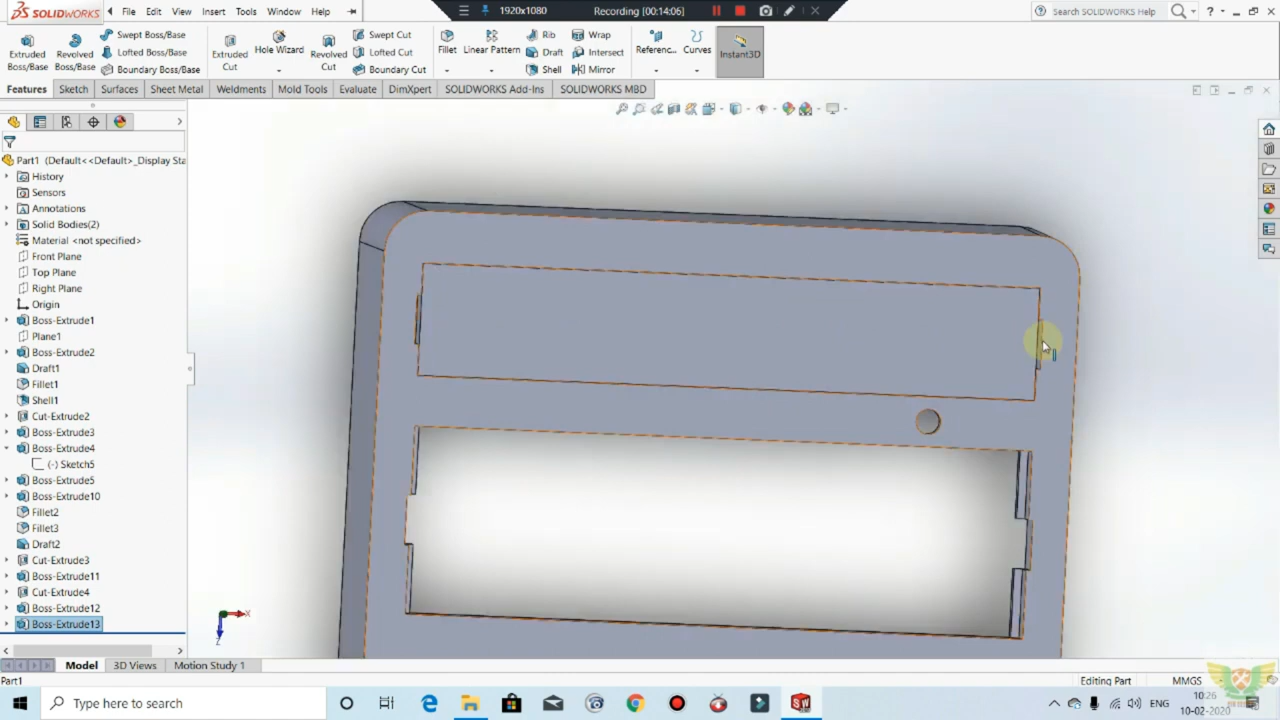 SOLIDWORKS File Edit View Insert Tools Window Help 1920x1080 Recording [00:14:06] Search SOLIDWORKS Help ?
Extruded Boss/Base Revolved Boss/Base Swept Boss/Base Lofted Boss/Base Boundary Boss/Base Extruded Cut Hole Wizard Revolved Cut Swept Cut Lofted Cut Boundary Cut Fillet Linear Pattern Rib Draft Shell Wrap Intersect Mirror Referenc... Curves Instant3D
Features Sketch Surfaces Sheet Metal Weldments Mold Tools Evaluate DimXpert SOLIDWORKS Add-Ins SOLIDWORKS MBD
Part1 (Default<<Default>_Display Sta
History
Sensors
Annotations
Solid Bodies(2)
Material <not specified>
Front Plane
Top Plane
Right Plane
Origin
Boss-Extrude1
Plane1
Boss-Extrude2
Draft1
Fillet1
Shell1
Cut-Extrude2
Boss-Extrude3
Boss-Extrude4
(-) Sketch5
Boss-Extrude5
Boss-Extrude10
Fillet2
Fillet3
Draft2
Cut-Extrude3
Boss-Extrude11
Cut-Extrude4
Boss-Extrude12
Boss-Extrude13
X
Z
Model 3D Views Motion Study 1
Part1 Editing Part MMGS
Type here to search ENG 10:26
10-02-2020